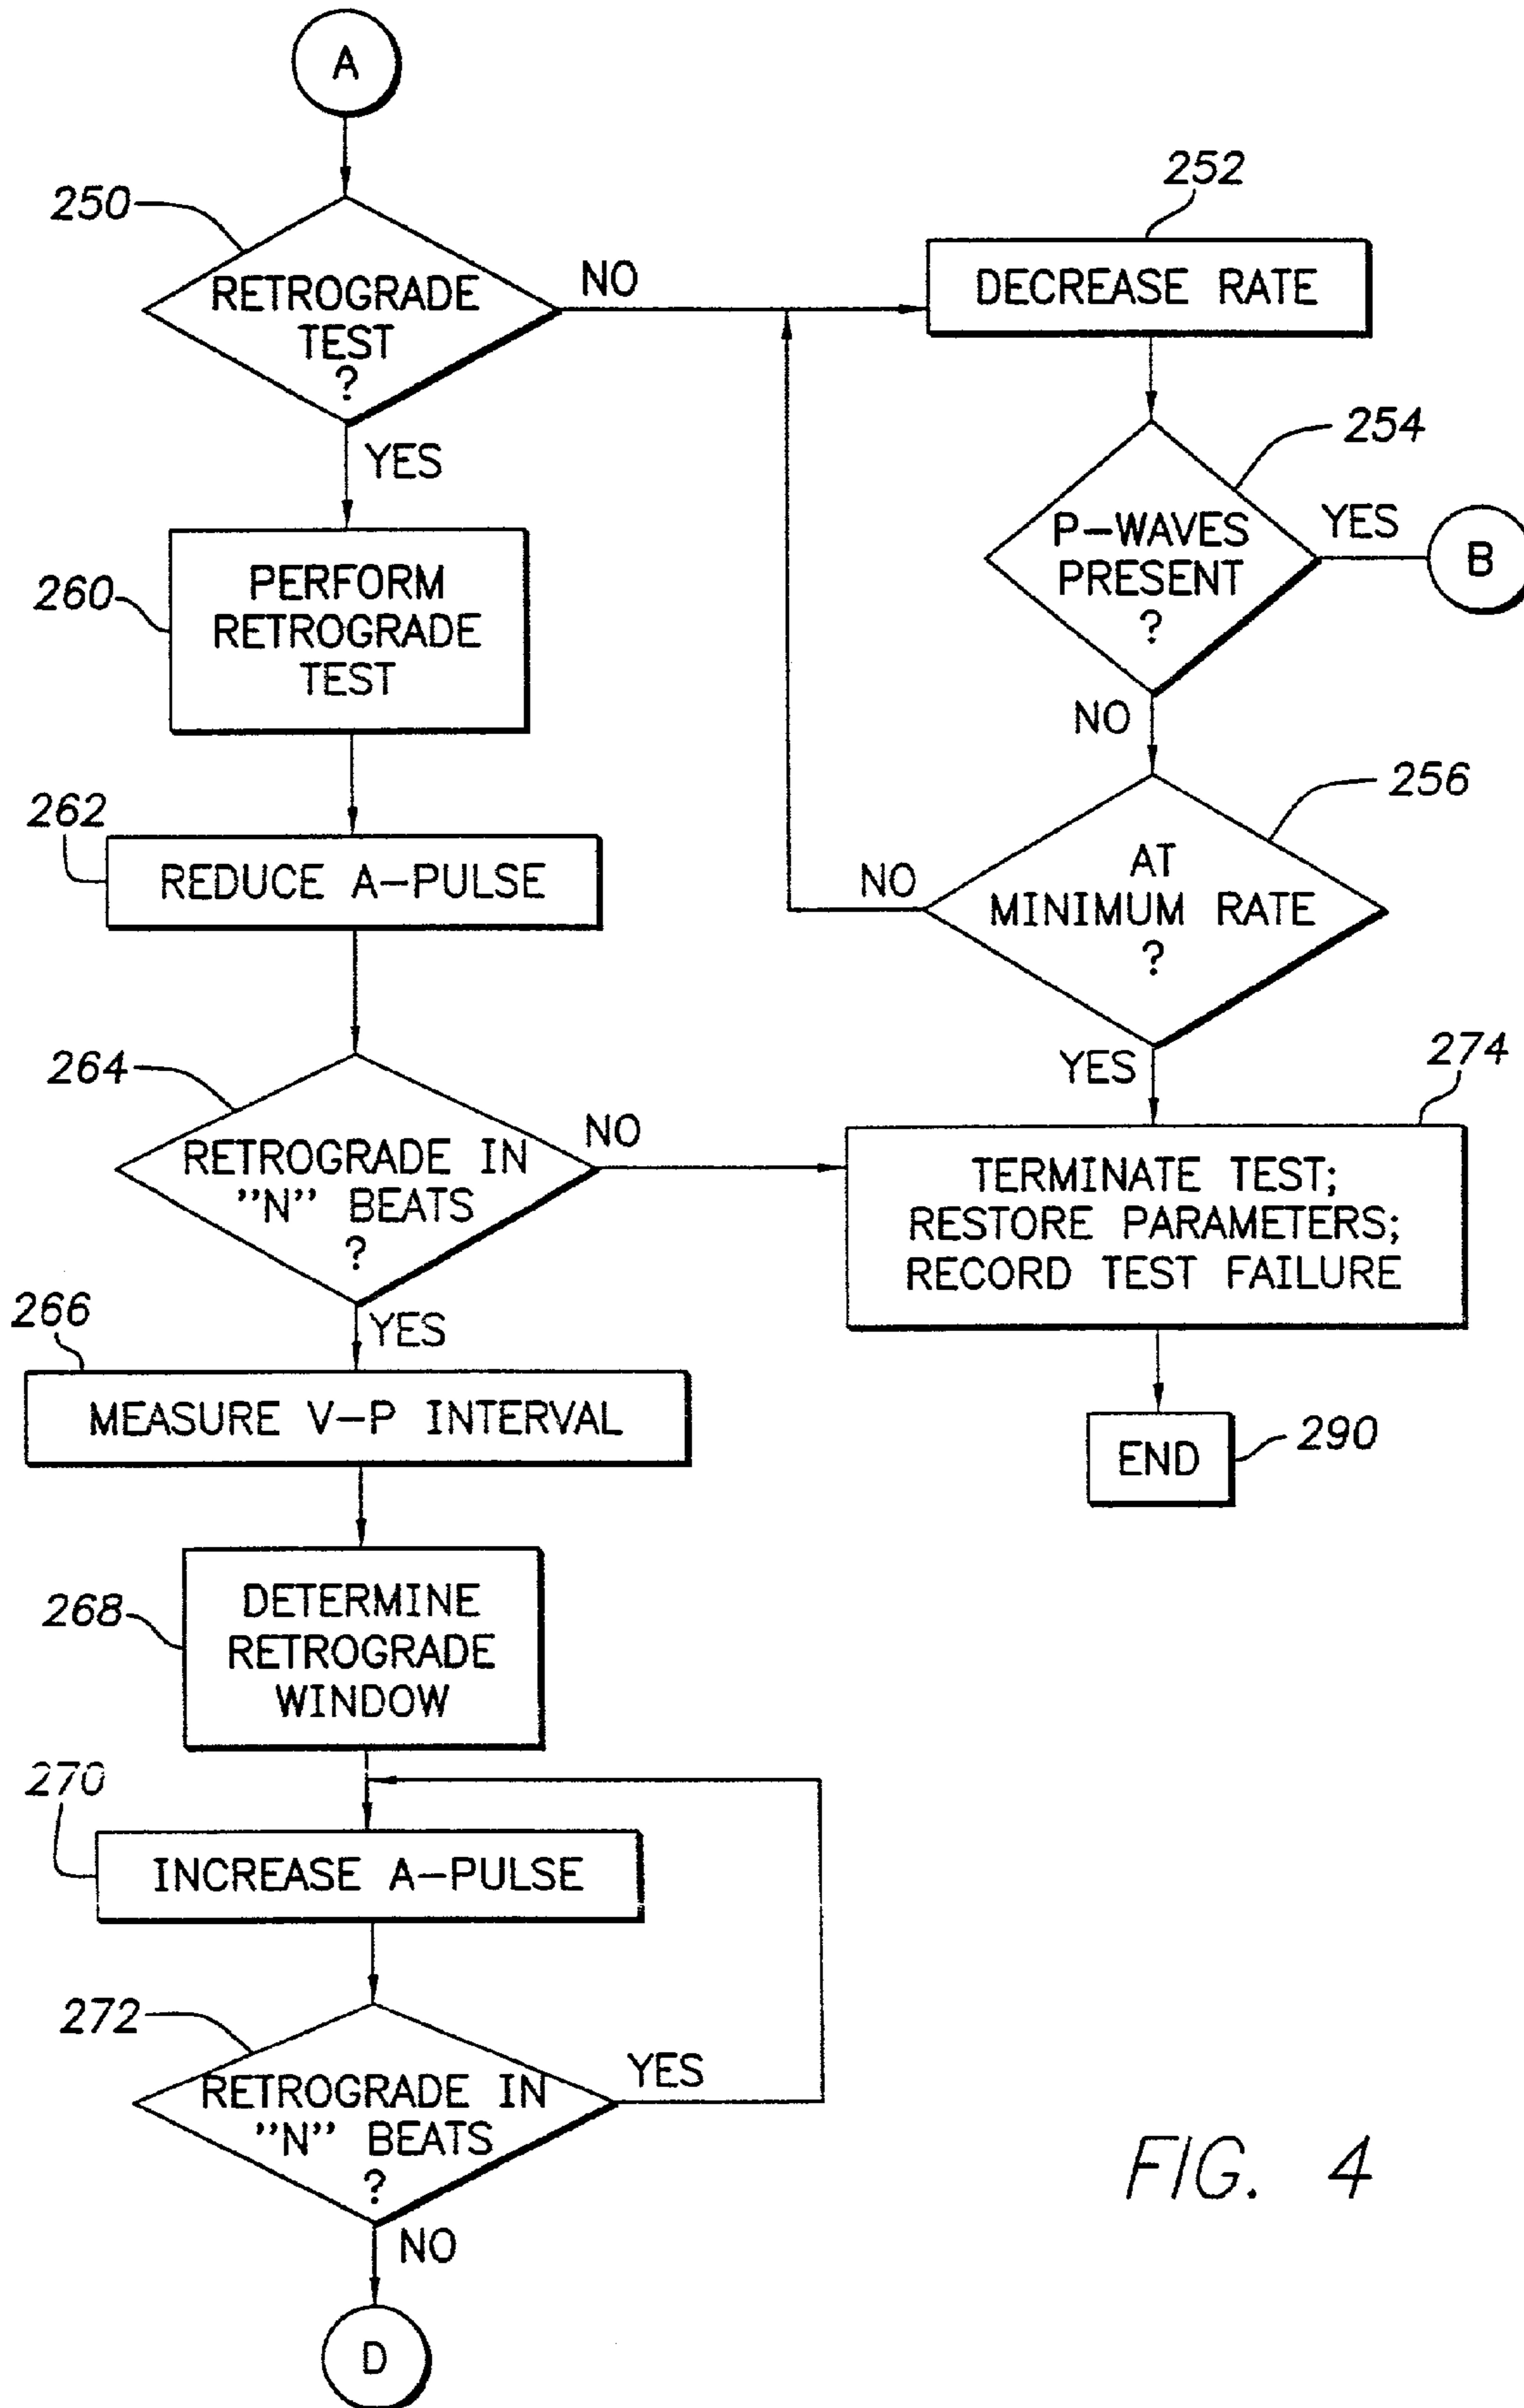 A
250
RETROGRADE
TEST
?
NO
YES
252
DECREASE RATE
254
P-WAVES
PRESENT
?
YES
B
NO
256
AT
MINIMUM RATE
?
NO
YES
260
PERFORM
RETROGRADE
TEST
262
REDUCE A-PULSE
264
RETROGRADE IN
"N" BEATS
?
NO
YES
274
TERMINATE TEST;
RESTORE PARAMETERS;
RECORD TEST FAILURE
END
290
266
MEASURE V-P INTERVAL
268
DETERMINE
RETROGRADE
WINDOW
270
INCREASE A-PULSE
272
RETROGRADE IN
"N" BEATS
?
YES
NO
D
FIG. 4